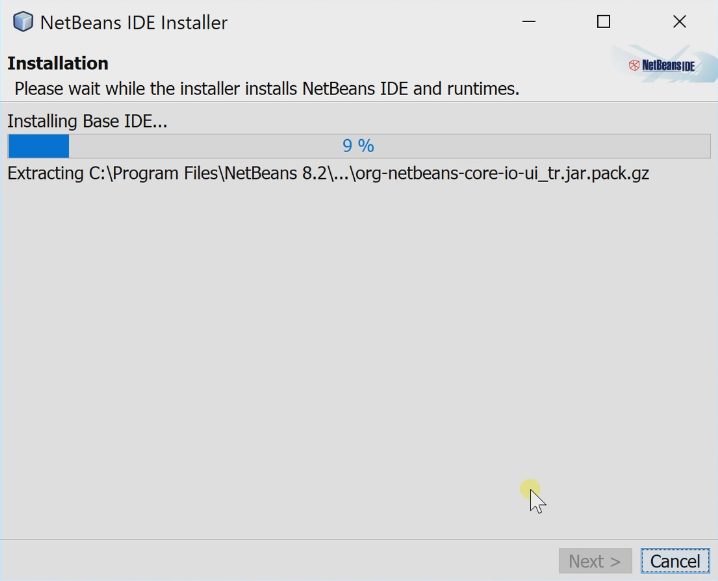 NetBeans IDE Installer
Installation
NetBeans IDE
Please wait while the installer installs NetBeans IDE and runtimes.
Installing Base IDE...
9 %
Extracting C:\Program Files\NetBeans 8.2\...\org-netbeans-core-io-ui_tr.jar.pack.gz
Next >
Cancel